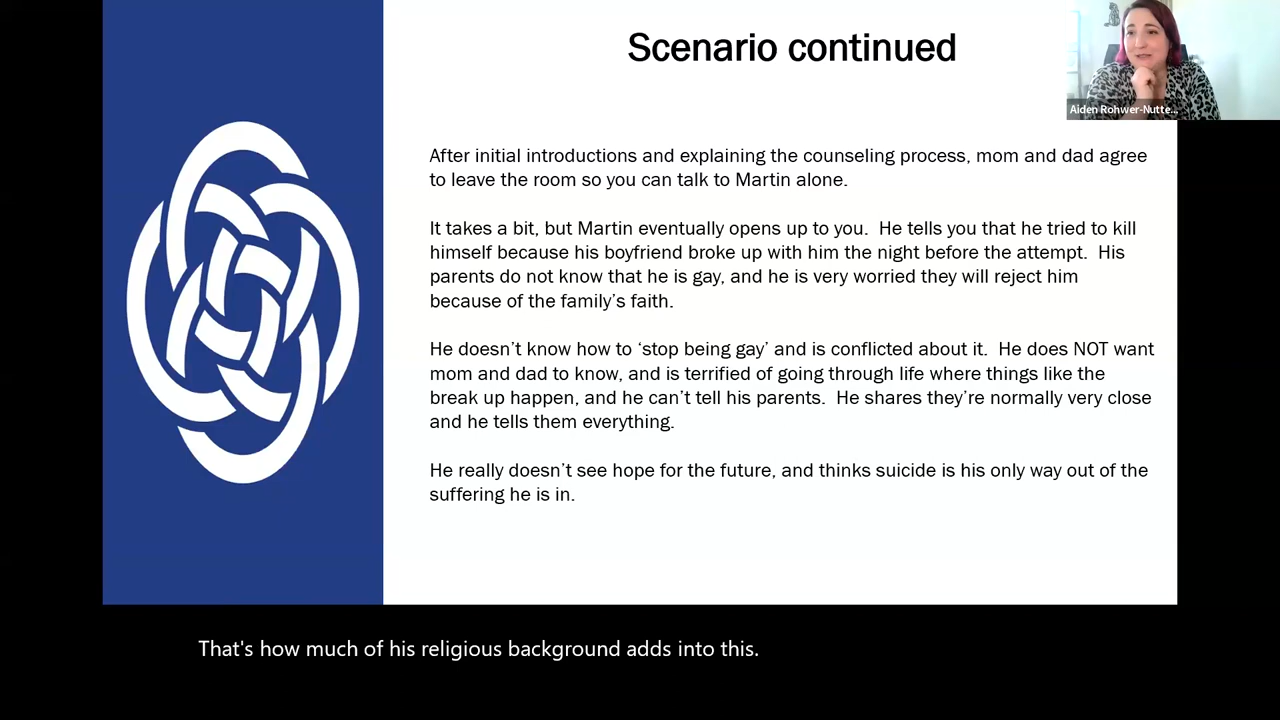 Scenario continued
Aiden Rohwer-Nutte...
After initial introductions and explaining the counseling process, mom and dad agree
to leave the room so you can talk to Martin alone.
It takes a bit, but Martin eventually opens up to you.  He tells you that he tried to kill
himself because his boyfriend broke up with him the night before the attempt.  His
parents do not know that he is gay, and he is very worried they will reject him
because of the family’s faith.
He doesn’t know how to ‘stop being gay’ and is conflicted about it.  He does NOT want
mom and dad to know, and is terrified of going through life where things like the
break up happen, and he can’t tell his parents.  He shares they’re normally very close
and he tells them everything.
He really doesn’t see hope for the future, and thinks suicide is his only way out of the
suffering he is in.
That's how much of his religious background adds into this.